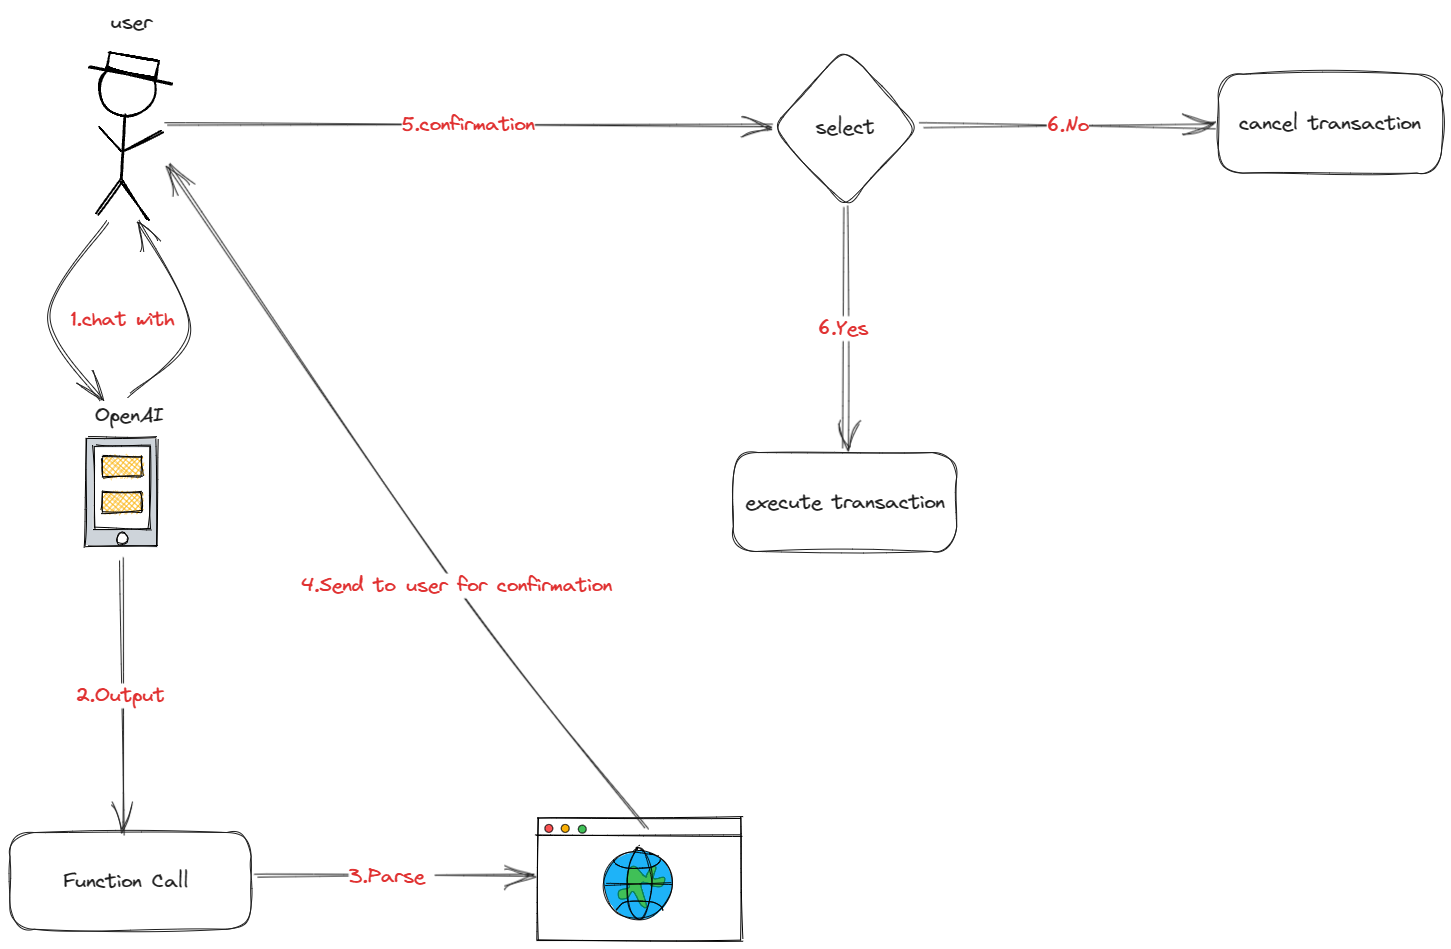 user
5.confirmation
select
6.No
cancel transaction
1.chat with
6.Yes
OpenAI
execute transaction
4.Send to user for confirmation
2.Output
Function Call
3.Parse